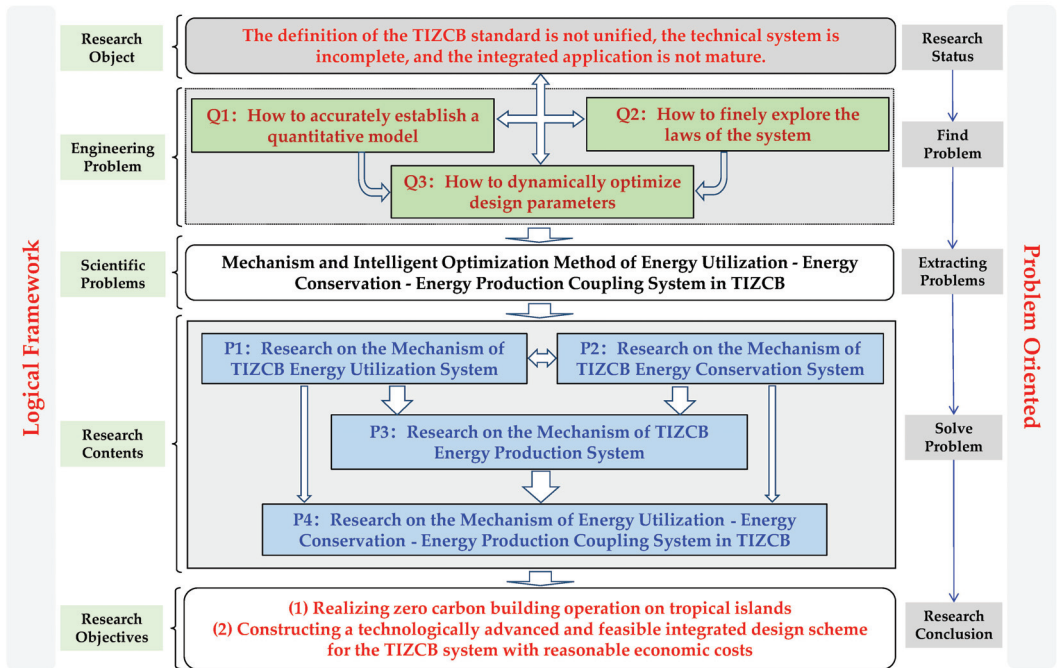 Logical Framework
Research
Object
The definition of the TIZCB standard is not unified, the technical system is
incomplete, and the integrated application is not mature.
Research
Status
Engineering
Problem
Q1: How to accurately establish a
quantitative model
Q2: How to finely explore the
laws of the system
Q3: How to dynamically optimize
design parameters
Find
Problem
Scientific
Problems
Mechanism and Intelligent Optimization Method of Energy Utilization - Energy
Conservation - Energy Production Coupling System in TIZCB
Extracting
Problems
Research
Contents
P1: Research on the Mechanism of
TIZCB Energy Utilization System
P2: Research on the Mechanism of
TIZCB Energy Conservation System
P3: Research on the Mechanism of TIZCB
Energy Production System
P4: Research on the Mechanism of Energy Utilization - Energy
Conservation - Energy Production Coupling System in TIZCB
Solve
Problem
Research
Objectives
(1) Realizing zero carbon building operation on tropical islands
(2) Constructing a technologically advanced and feasible integrated design scheme
for the TIZCB system with reasonable economic costs
Research
Conclusion
Problem Oriented